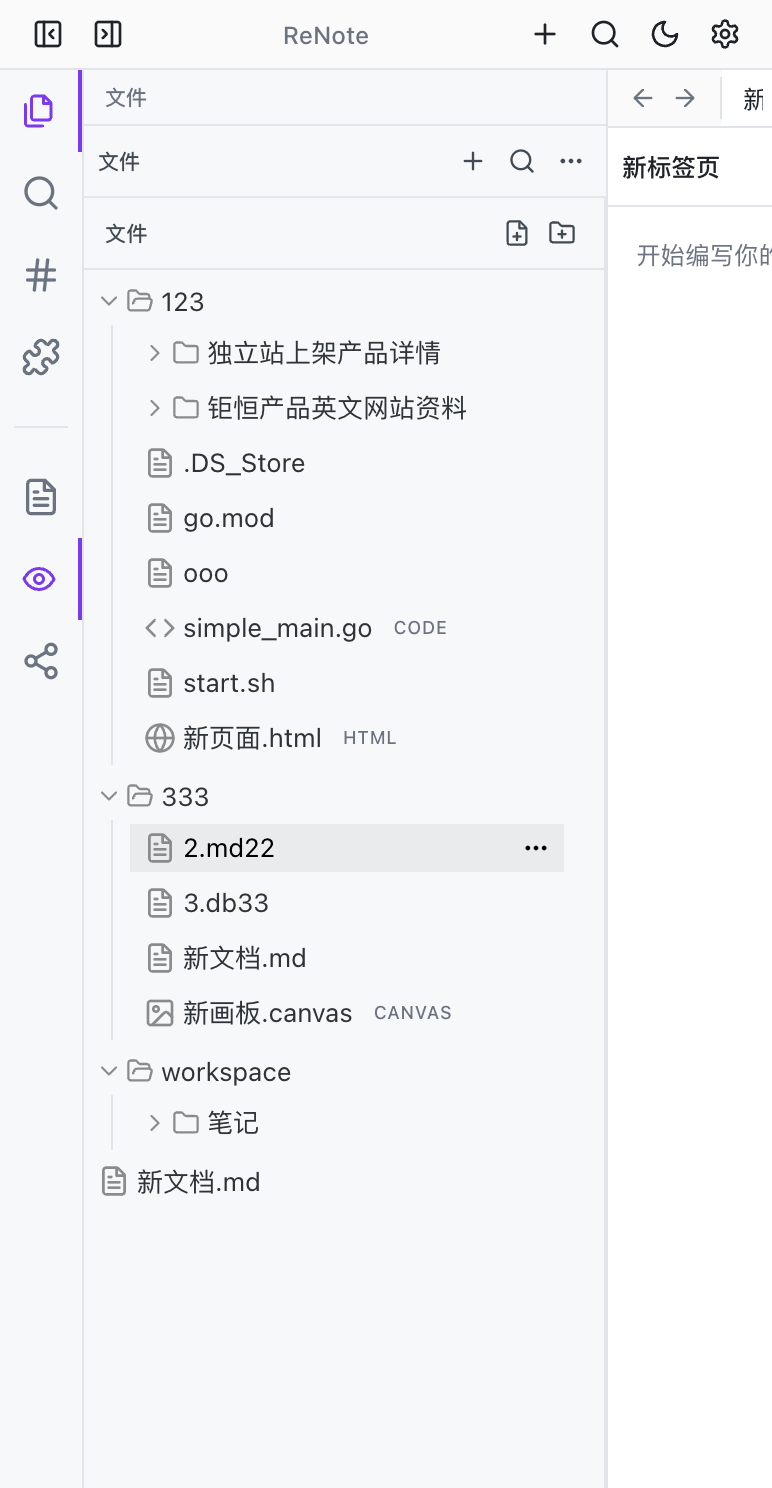 ReNote
文件
新
文件
新标签页
文件
开始编写你的
123
独立站上架产品详情
钜恒产品英文网站资料
.DS_Store
go.mod
ooo
simple_main.go CODE
start.sh
新页面.html HTML
333
2.md22
3.db33
新文档.md
新画板.canvas CANVAS
workspace
笔记
新文档.md